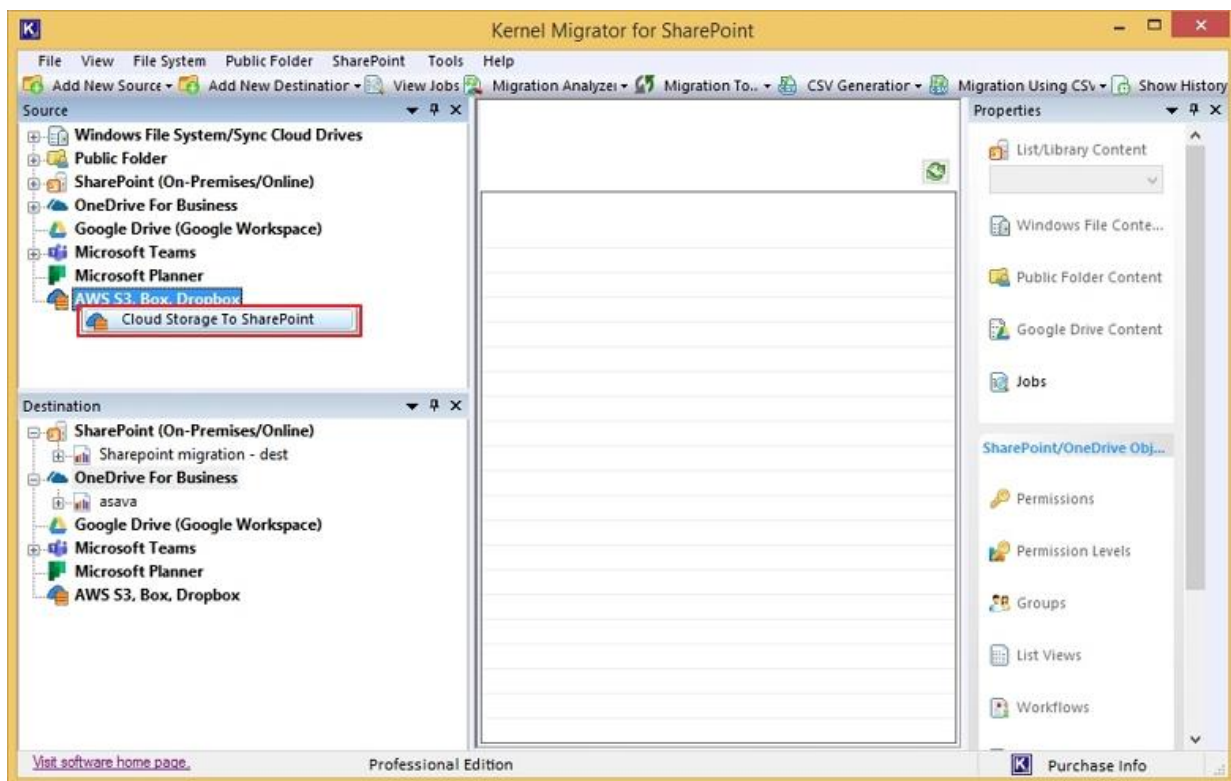 Kernel Migrator for SharePoint
File View File System Public Folder SharePoint Tools Help
Add New Source Add New Destination View Jobs Migration Analyzer Migration To.. CSV Generation Migration Using CSV Show History
Source
Windows File System/Sync Cloud Drives
Public Folder
SharePoint (On-Premises/Online)
OneDrive For Business
Google Drive (Google Workspace)
Microsoft Teams
Microsoft Planner
AWS S3, Box, Dropbox
Cloud Storage To SharePoint
Destination
SharePoint (On-Premises/Online)
Sharepoint migration - dest
OneDrive For Business
asava
Google Drive (Google Workspace)
Microsoft Teams
Microsoft Planner
AWS S3, Box, Dropbox
Properties
List/Library Content
Windows File Conte...
Public Folder Content
Google Drive Content
Jobs
SharePoint/OneDrive Obj...
Permissions
Permission Levels
Groups
List Views
Workflows
Visit software home page.
Professional Edition
Purchase Info